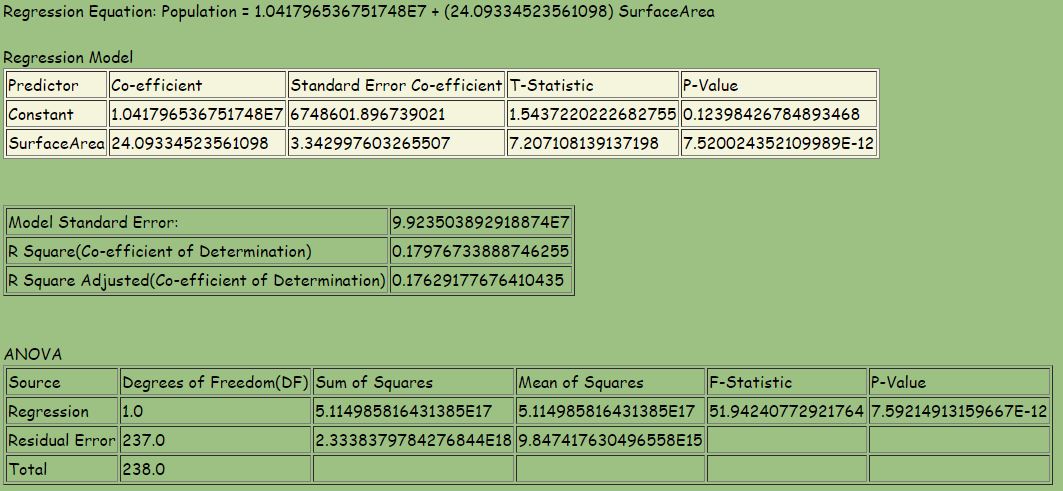 Regression Equation: Population = 1.041796536751748E7 + (24.09334523561098) SurfaceArea
Regression Model
Predictor Co-efficient Standard Error Co-efficient T-Statistic P-Value
Constant 1.041796536751748E7 6748601.896739021 1.5437220222682755 0.12398426784893468
SurfaceArea 24.09334523561098 3.342997603265507 7.207108139137198 7.520024352109989E-12
Model Standard Error: 9.923503892918874E7
R Square(Co-efficient of Determination) 0.17976733888746255
R Square Adjusted(Co-efficient of Determination) 0.17629177676410435
ANOVA
Source Degrees of Freedom(DF) Sum of Squares Mean of Squares F-Statistic P-Value
Regression 1.0 5.114985816431385E17 5.114985816431385E17 51.94240772921764 7.59214913159667E-12
Residual Error 237.0 2.3338379784276844E18 9.847417630496558E15
Total 238.0